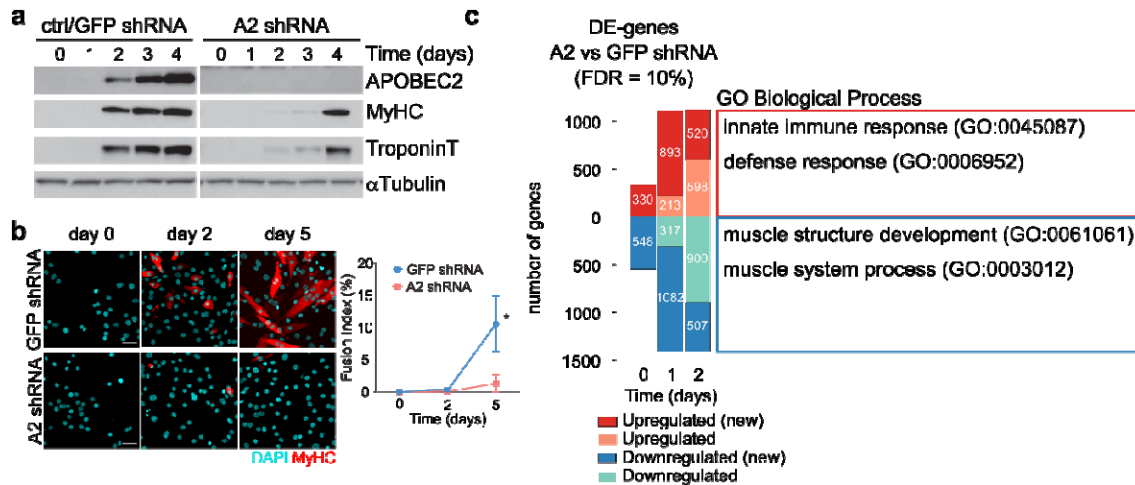 a
ctrl/GFP shRNA
A2 shRNA
0 2 3 4
0 1 2 3 4
Time (days)
APOBEC2
MyHC
TroponinT
αTubulin
b
day 0
day 2
day 5
GFP shRNA
A2 shRNA
DAPI MyHC
Fusion Index (%)
20
15
10
5
0
GFP shRNA
A2 shRNA
*
0 2 5
Time (days)
c
DE-genes
A2 vs GFP shRNA
(FDR = 10%)
GO Biological Process
number of genes
1000
500
0
500
1000
1500
330
548
893
213
317
1082
520
698
900
507
innate immune response (GO:0045087)
defense response (GO:0006952)
muscle structure development (GO:0061061)
muscle system process (GO:0003012)
0 1 2
Time (days)
Upregulated (new)
Upregulated
Downregulated (new)
Downregulated